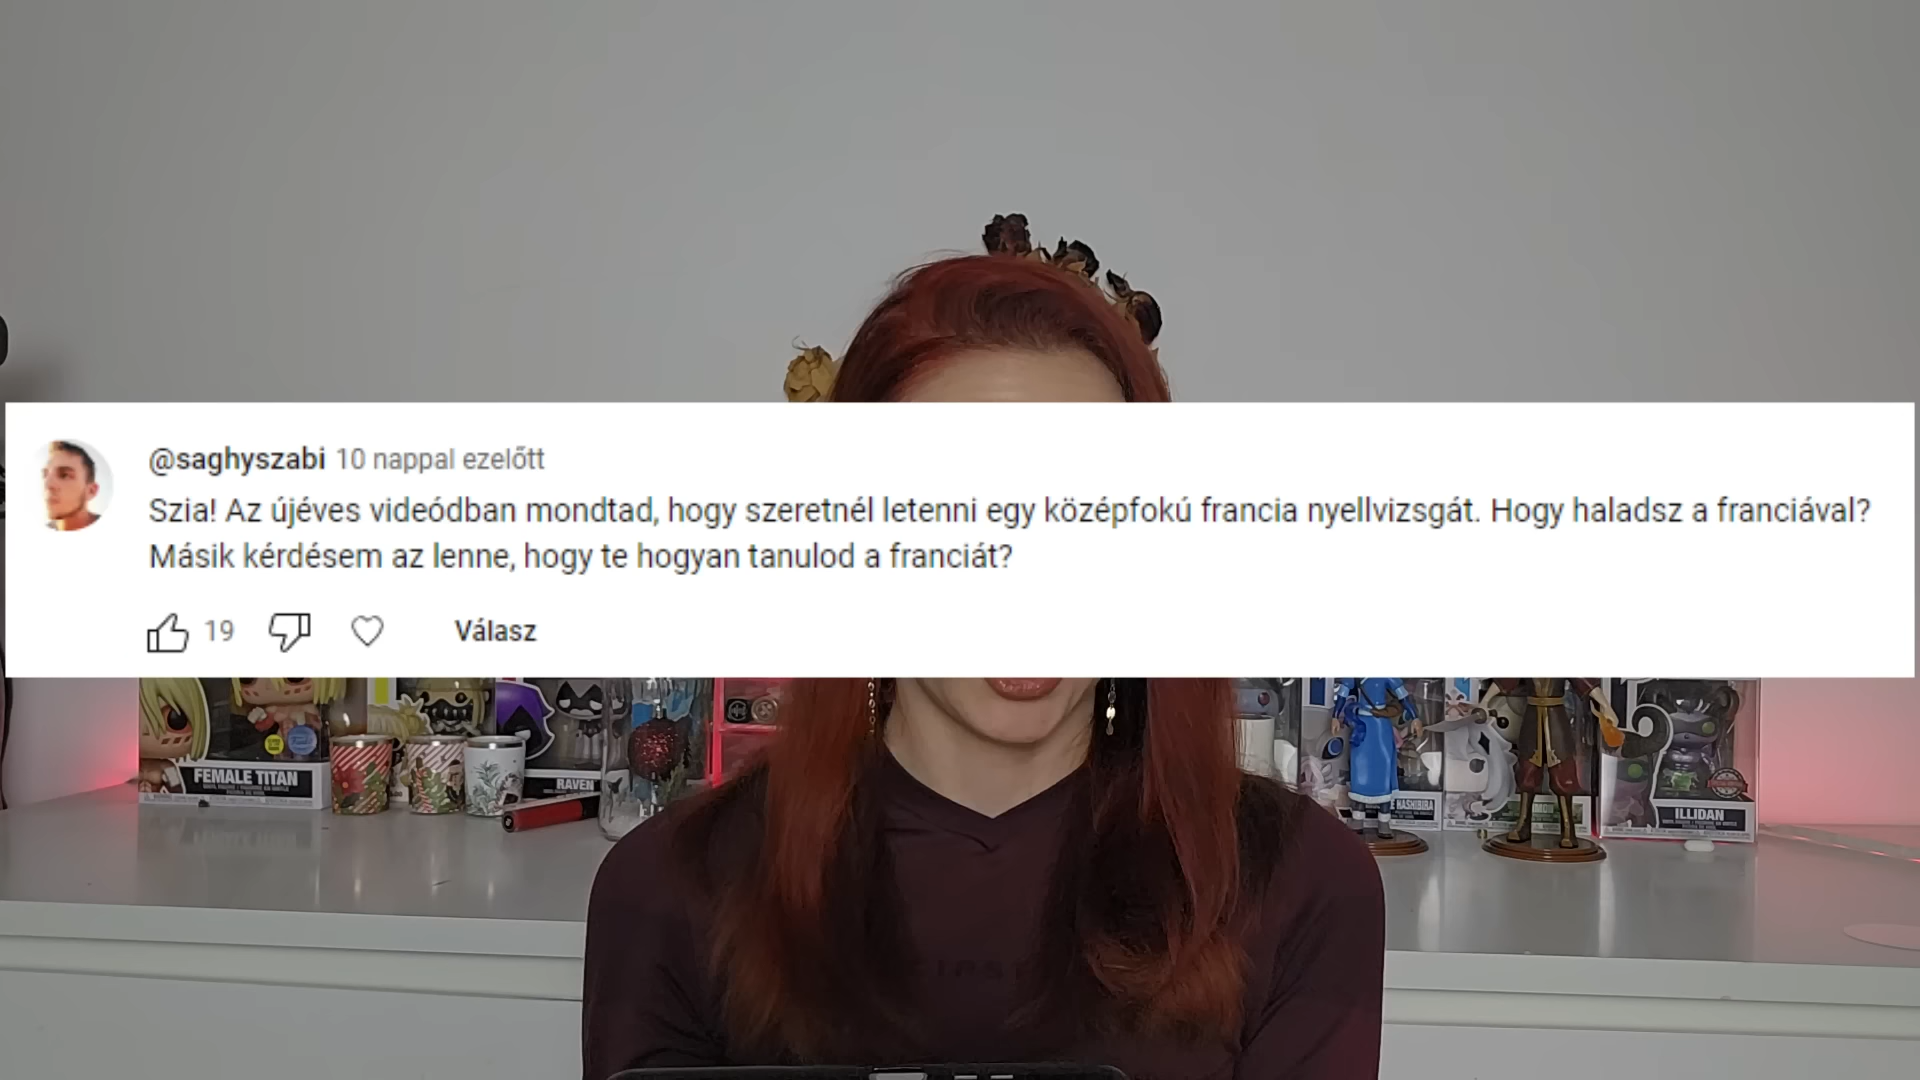 @saghyszabi 10 nappal ezelőtt
Szia! Az újéves videódban mondtad, hogy szeretnél letenni egy középfokú francia nyellvizsgát. Hogy haladsz a franciával?
Másik kérdésem az lenne, hogy te hogyan tanulod a franciát?
19
Válasz
FEMALE TITAN
RAVEN
HASHIBIRA
ILLIDAN